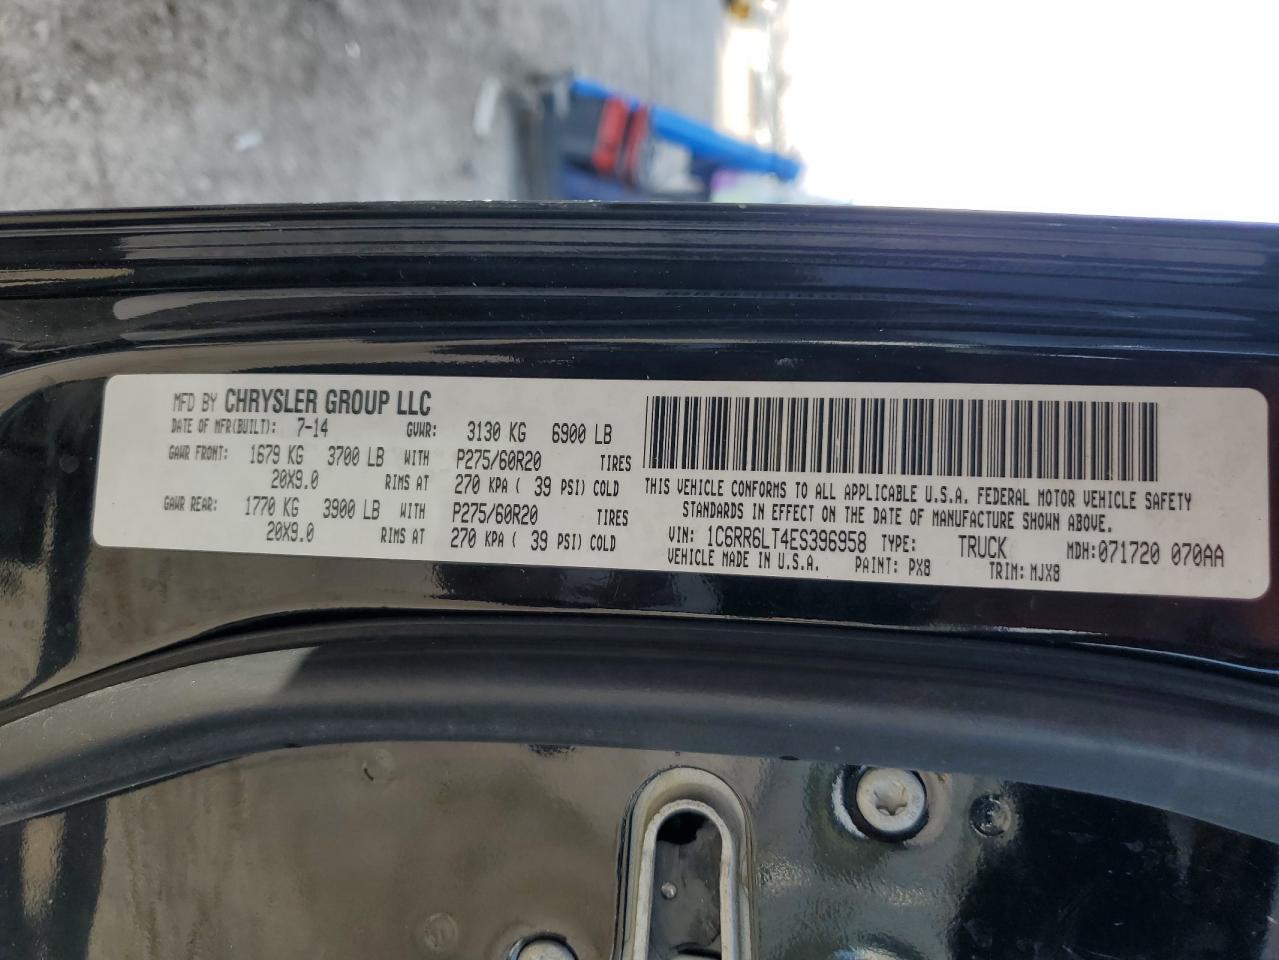 MFD BY CHRYSLER GROUP LLC
DATE OF MFR(BUILT): 7-14 GVWR: 3130 KG 6900 LB
GAWR FRONT: 1679 KG 3700 LB WITH P275/60R20 TIRES
20X9.0 RIMS AT 270 KPA ( 39 PSI) COLD
GAWR REAR: 1770 KG 3900 LB WITH P275/60R20 TIRES
20X9.0 RIMS AT 270 KPA ( 39 PSI) COLD
THIS VEHICLE CONFORMS TO ALL APPLICABLE U.S.A. FEDERAL MOTOR VEHICLE SAFETY
STANDARDS IN EFFECT ON THE DATE OF MANUFACTURE SHOWN ABOVE.
VIN: 1C6RR6LT4ES396958 TYPE: TRUCK MDH:071720 070AA
VEHICLE MADE IN U.S.A. PAINT: PX8 TRIM: MJX8